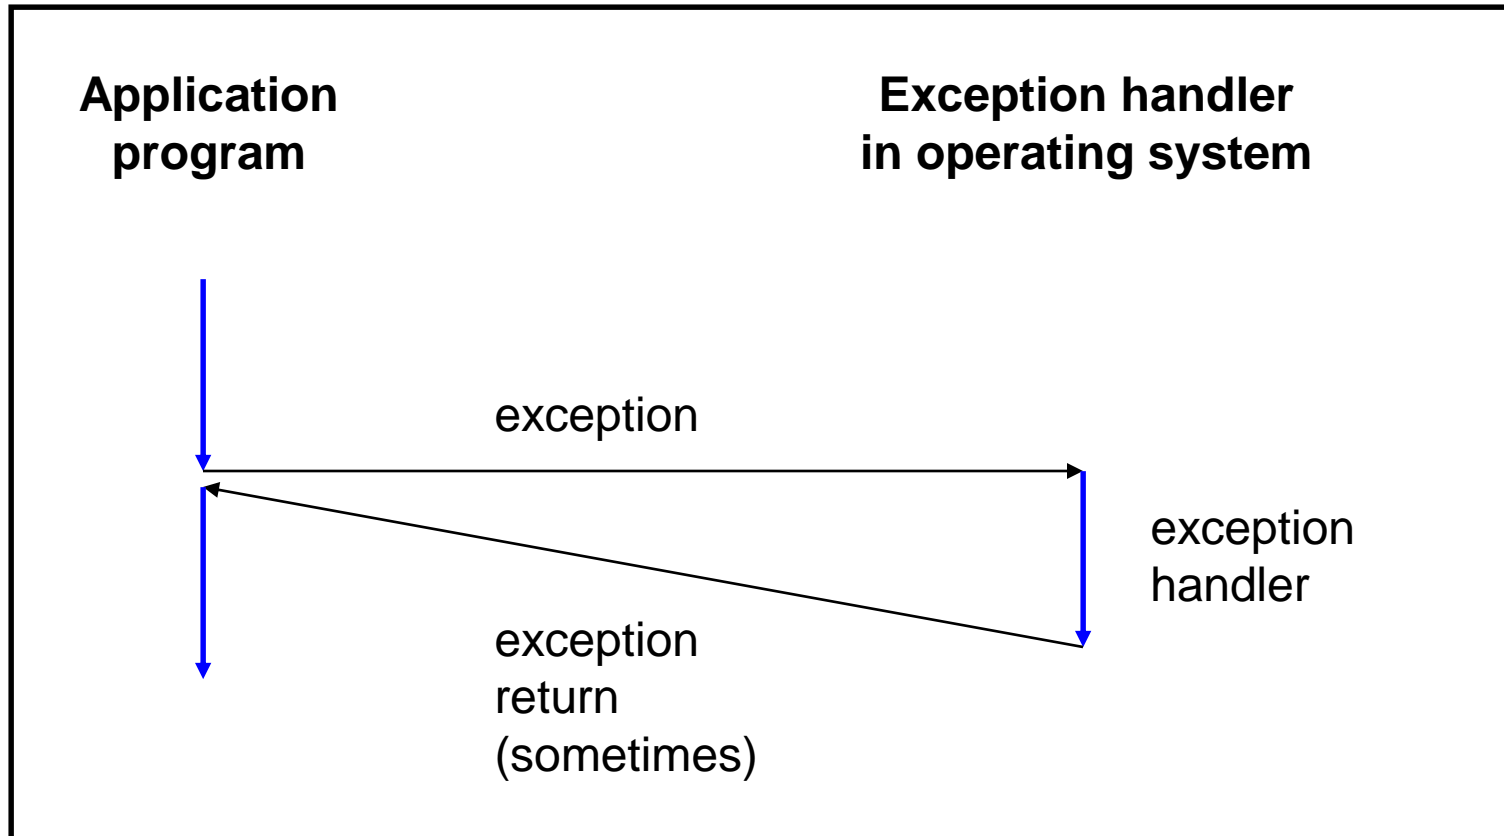 Application
program
Exception handler
in operating system
exception
exception
handler
exception
return
(sometimes)